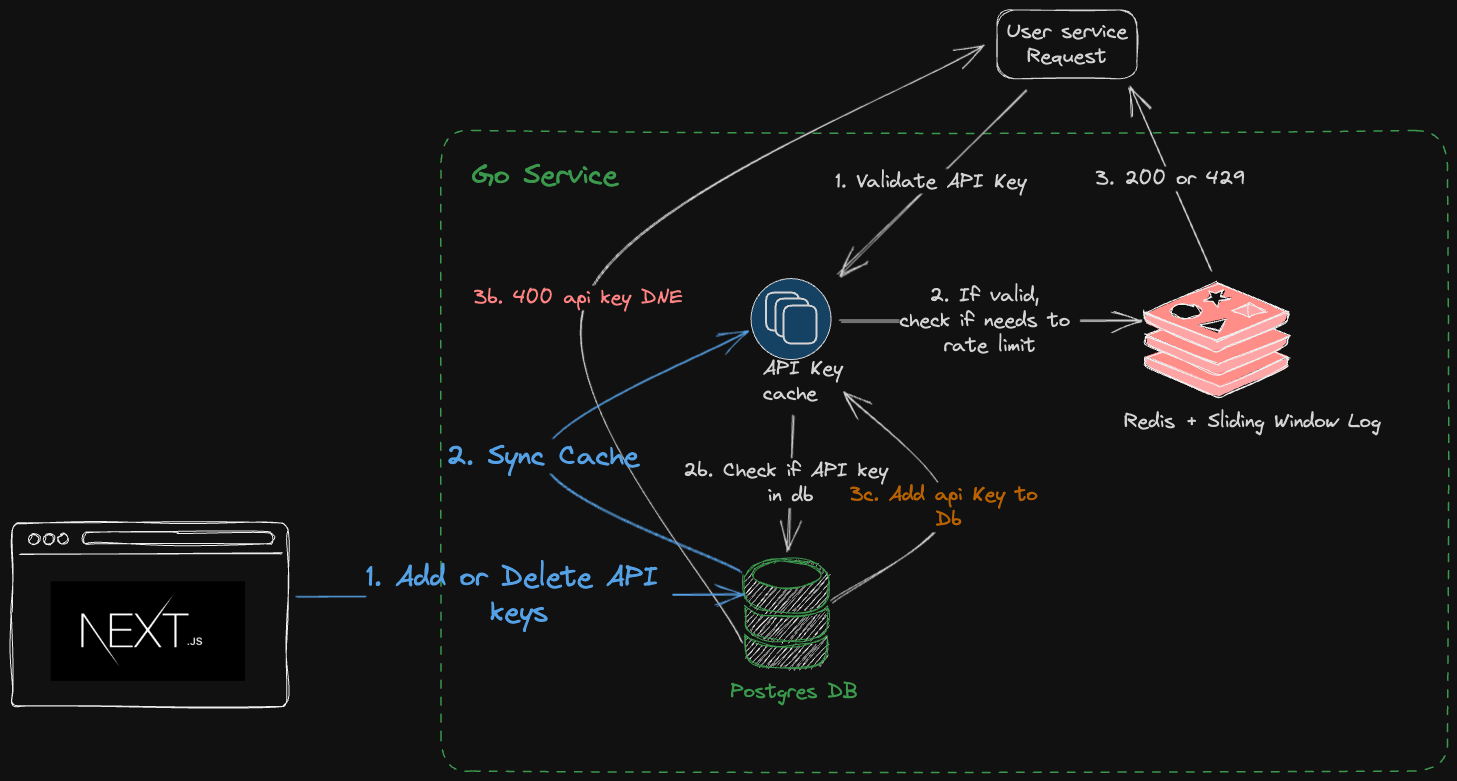 User service
Request
Go Service
1. Validate API Key
3. 200 or 429
3b. 400 api key DNE
2. If valid,
check if needs to
rate limit
API Key
cache
Redis + Sliding Window Log
2. Sync Cache
2b. Check if API key
in db
3c. Add api Key to
Db
1. Add or Delete API
keys
NEXT.JS
Postgres DB